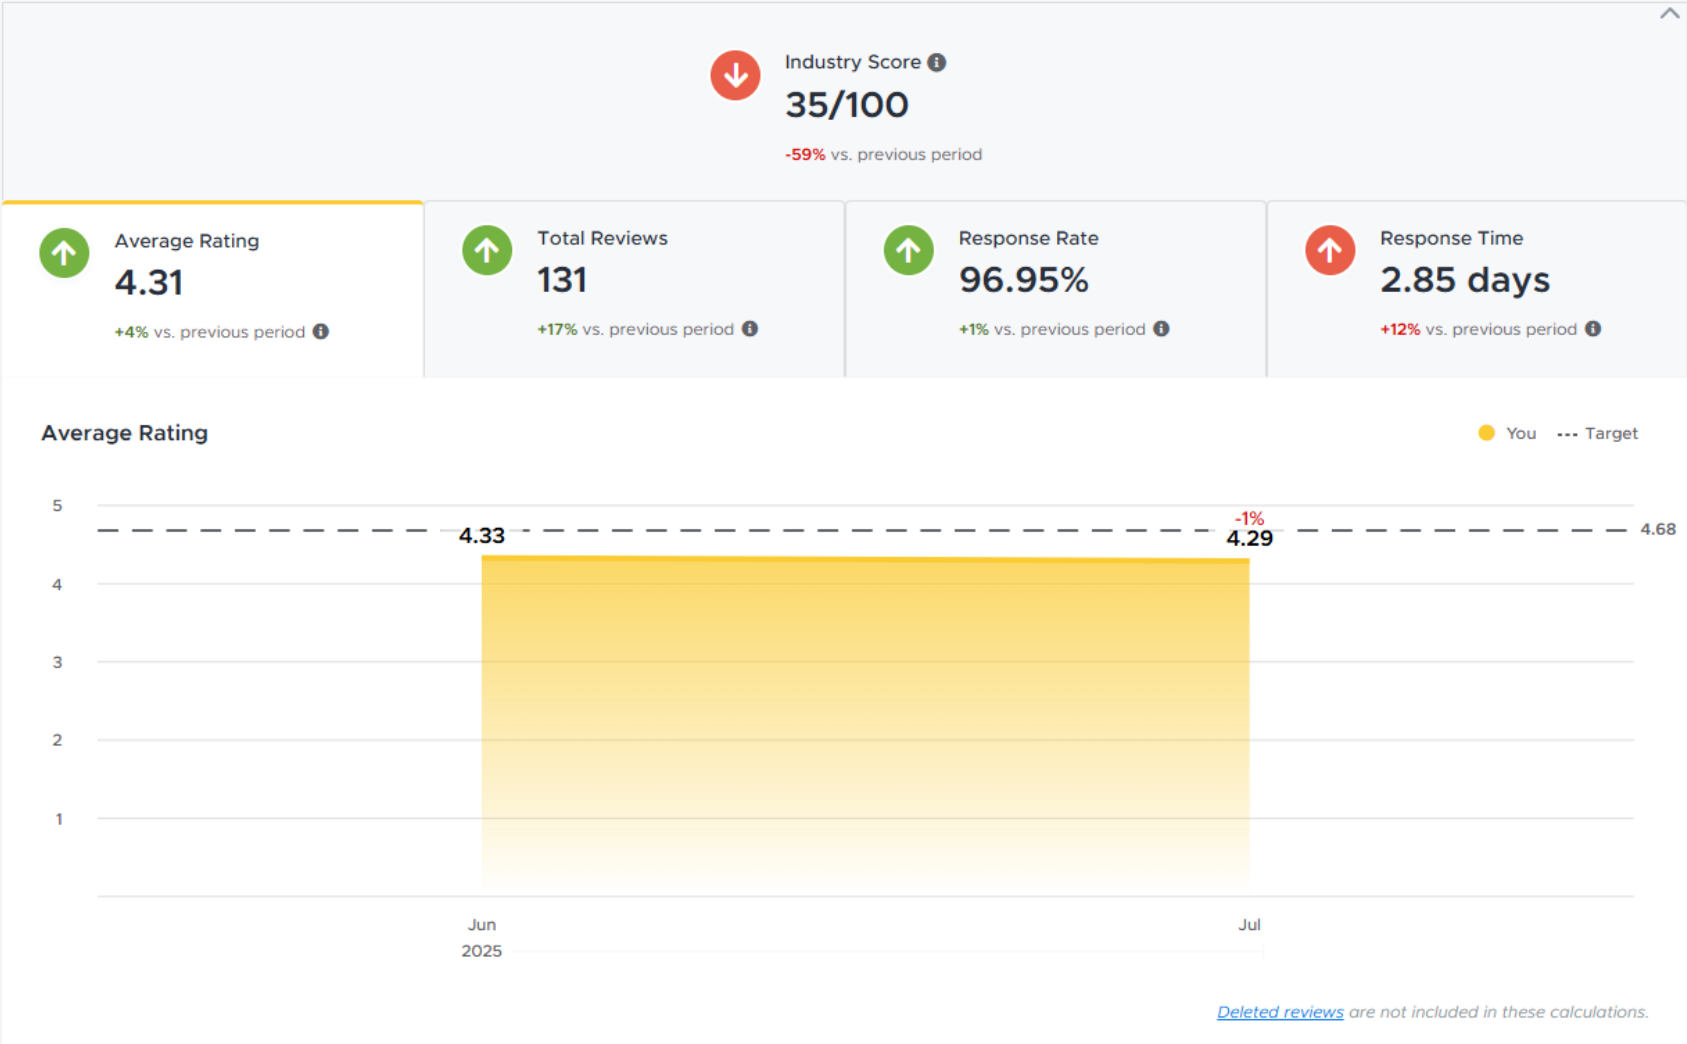 Industry Score
35/100
-59% vs. previous period
Average Rating
4.31
+4% vs. previous period
Total Reviews
131
+17% vs. previous period
Response Rate
96.95%
+1% vs. previous period
Response Time
2.85 days
+12% vs. previous period
Average Rating
You
Target
5
4
3
2
1
4.33
-1%
4.29
4.68
Jun
2025
Jul
Deleted reviews are not included in these calculations.